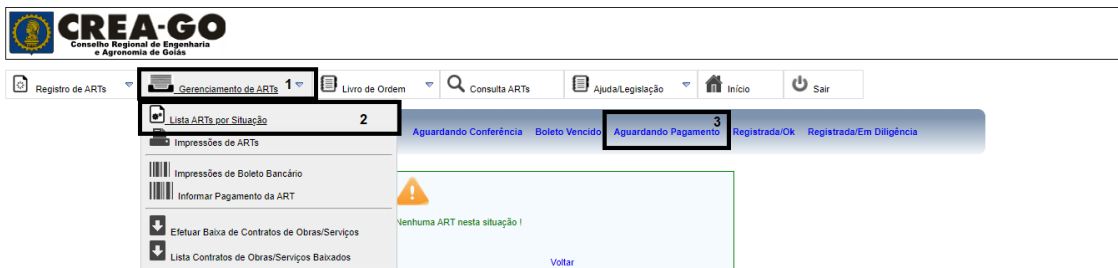 CREA-GO
Conselho Regional de Engenharia
e Agronomia de Goiás
Registro de ARTs Gerenciamento de ARTs 1 Livro de Ordem Consulta ARTs Ajuda/Legislação Início Sair
Lista ARTs por Situação 2
Aguardando Conferência Boleto Vencido Aguardando Pagamento 3 Registrada/Ok Registrada/Em Diligência
Impressões de ARTs
Impressões de Boleto Bancário
Informar Pagamento da ART
Nenhuma ART nesta situação !
Efetuar Baixa de Contratos de Obras/Serviços
Lista Contratos de Obras/Serviços Baixados
Voltar